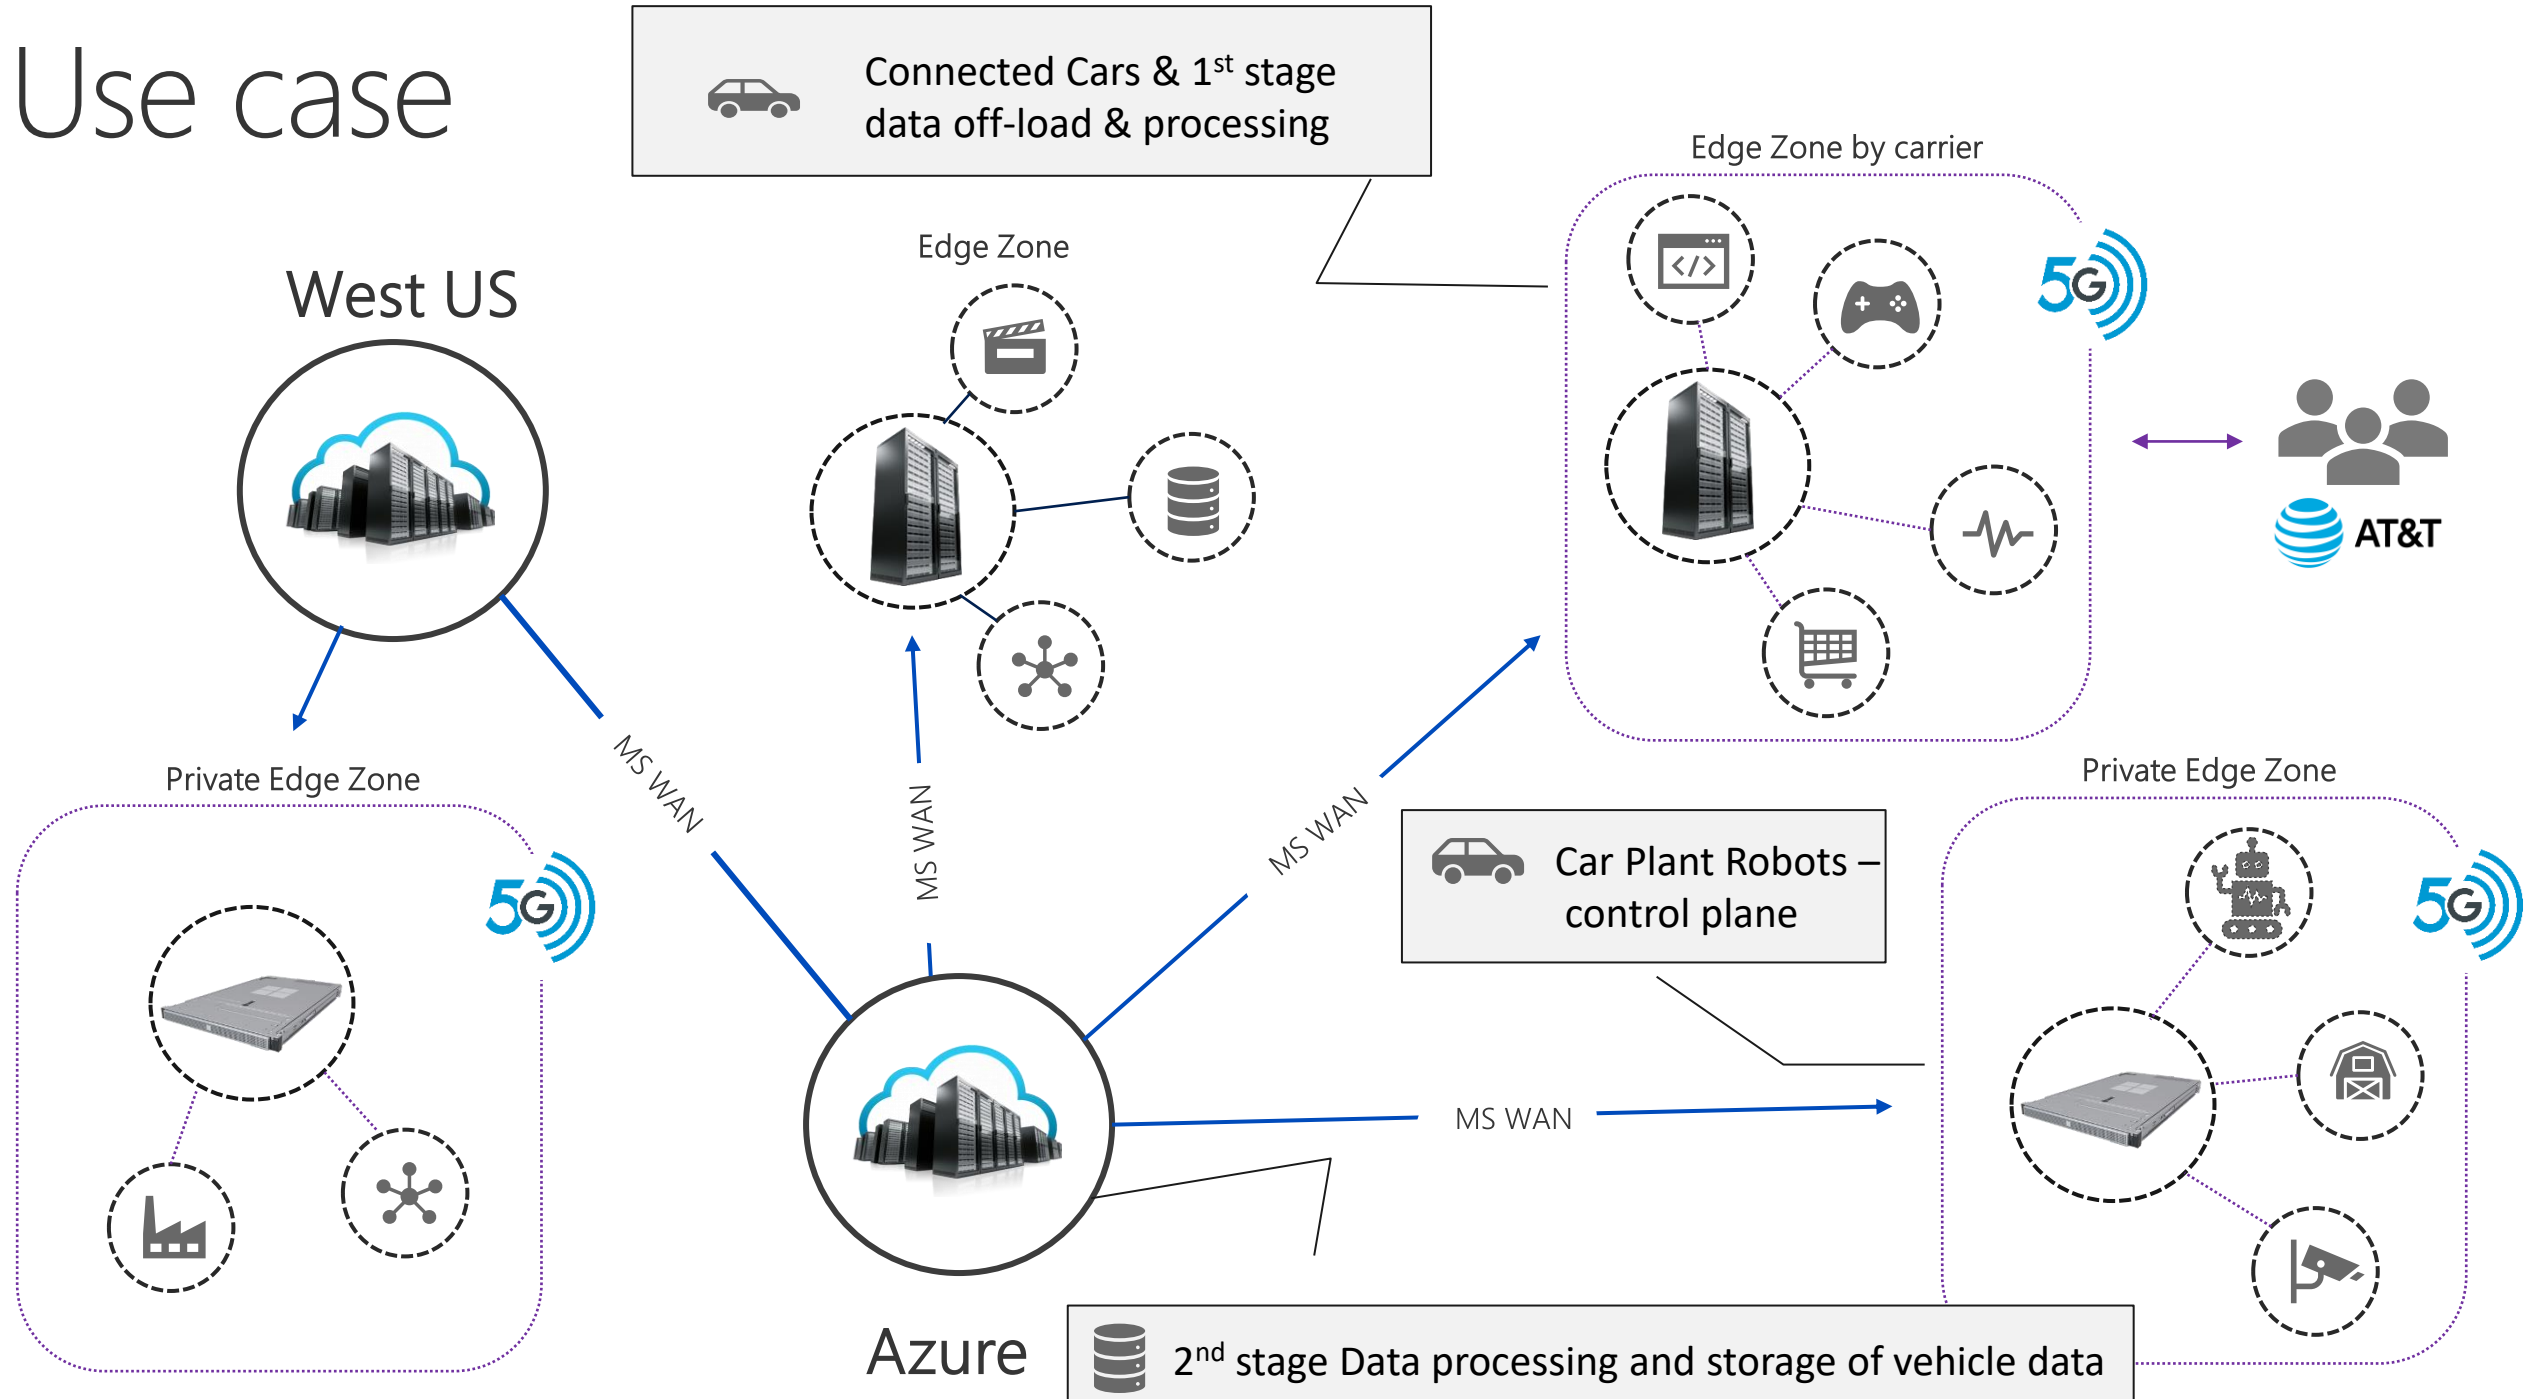 Use case
Connected Cars & 1st stage
data off-load & processing
Edge Zone by carrier
Edge Zone
West US
5G
AT&T
MS WAN
MS WAN
MS WAN
Private Edge Zone
Private Edge Zone
Car Plant Robots –
control plane
5G
5G
</>
MS WAN
Azure
2nd stage Data processing and storage of vehicle data